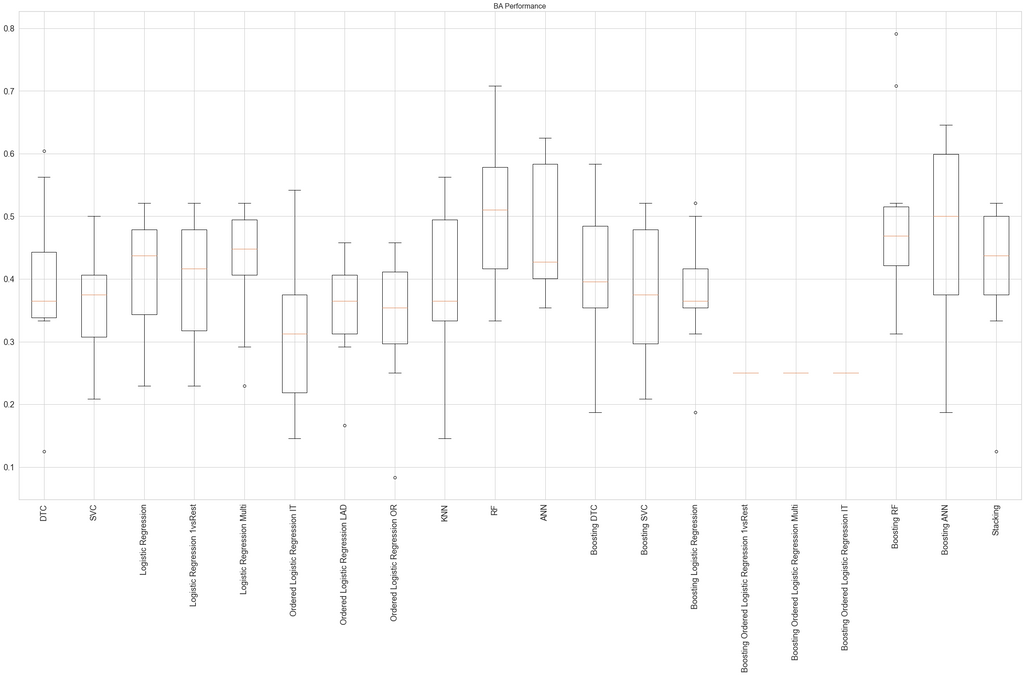 BA Performance
0.8
0.7
0.6
0.5
0.4
0.3
0.2
0.1
DTC
SVC
Logistic Regression
Logistic Regression 1vsRest
Logistic Regression Multi
Ordered Logistic Regression IT
Ordered Logistic Regression LAD
Ordered Logistic Regression OR
KNN
RF
ANN
Boosting DTC
Boosting SVC
Boosting Logistic Regression
Boosting Ordered Logistic Regression 1vsRest
Boosting Ordered Logistic Regression Multi
Boosting Ordered Logistic Regression IT
Boosting RF
Boosting ANN
Stacking